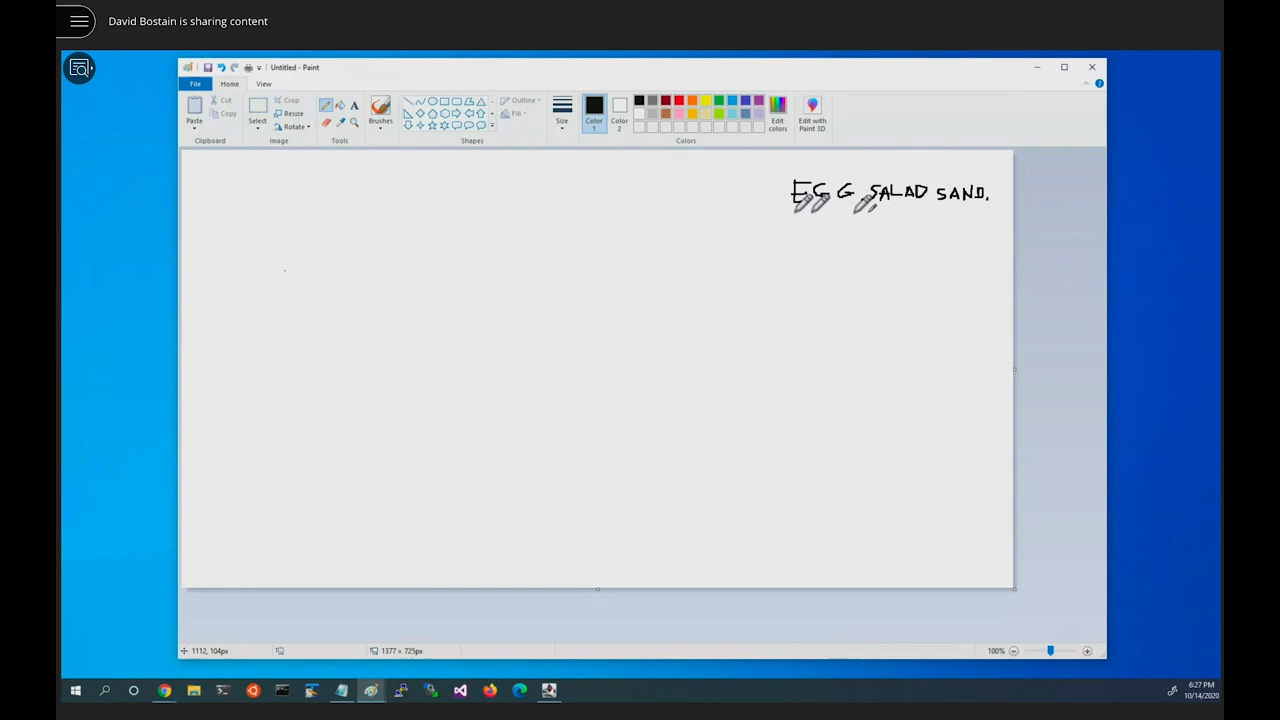 David Bostain is sharing content
Untitled - Paint
File Home View
Paste
Cut
Copy
Clipboard
Select
Crop
Resize
Rotate
Image
A
Tools
Brushes
Outline
Fill
Shapes
Size
Color 1
Color 2
Edit colors
Colors
Edit with Paint 3D
EGG SALAD SAND.
1112, 104px
1377 × 725px
100%
6:27 PM
10/14/2020